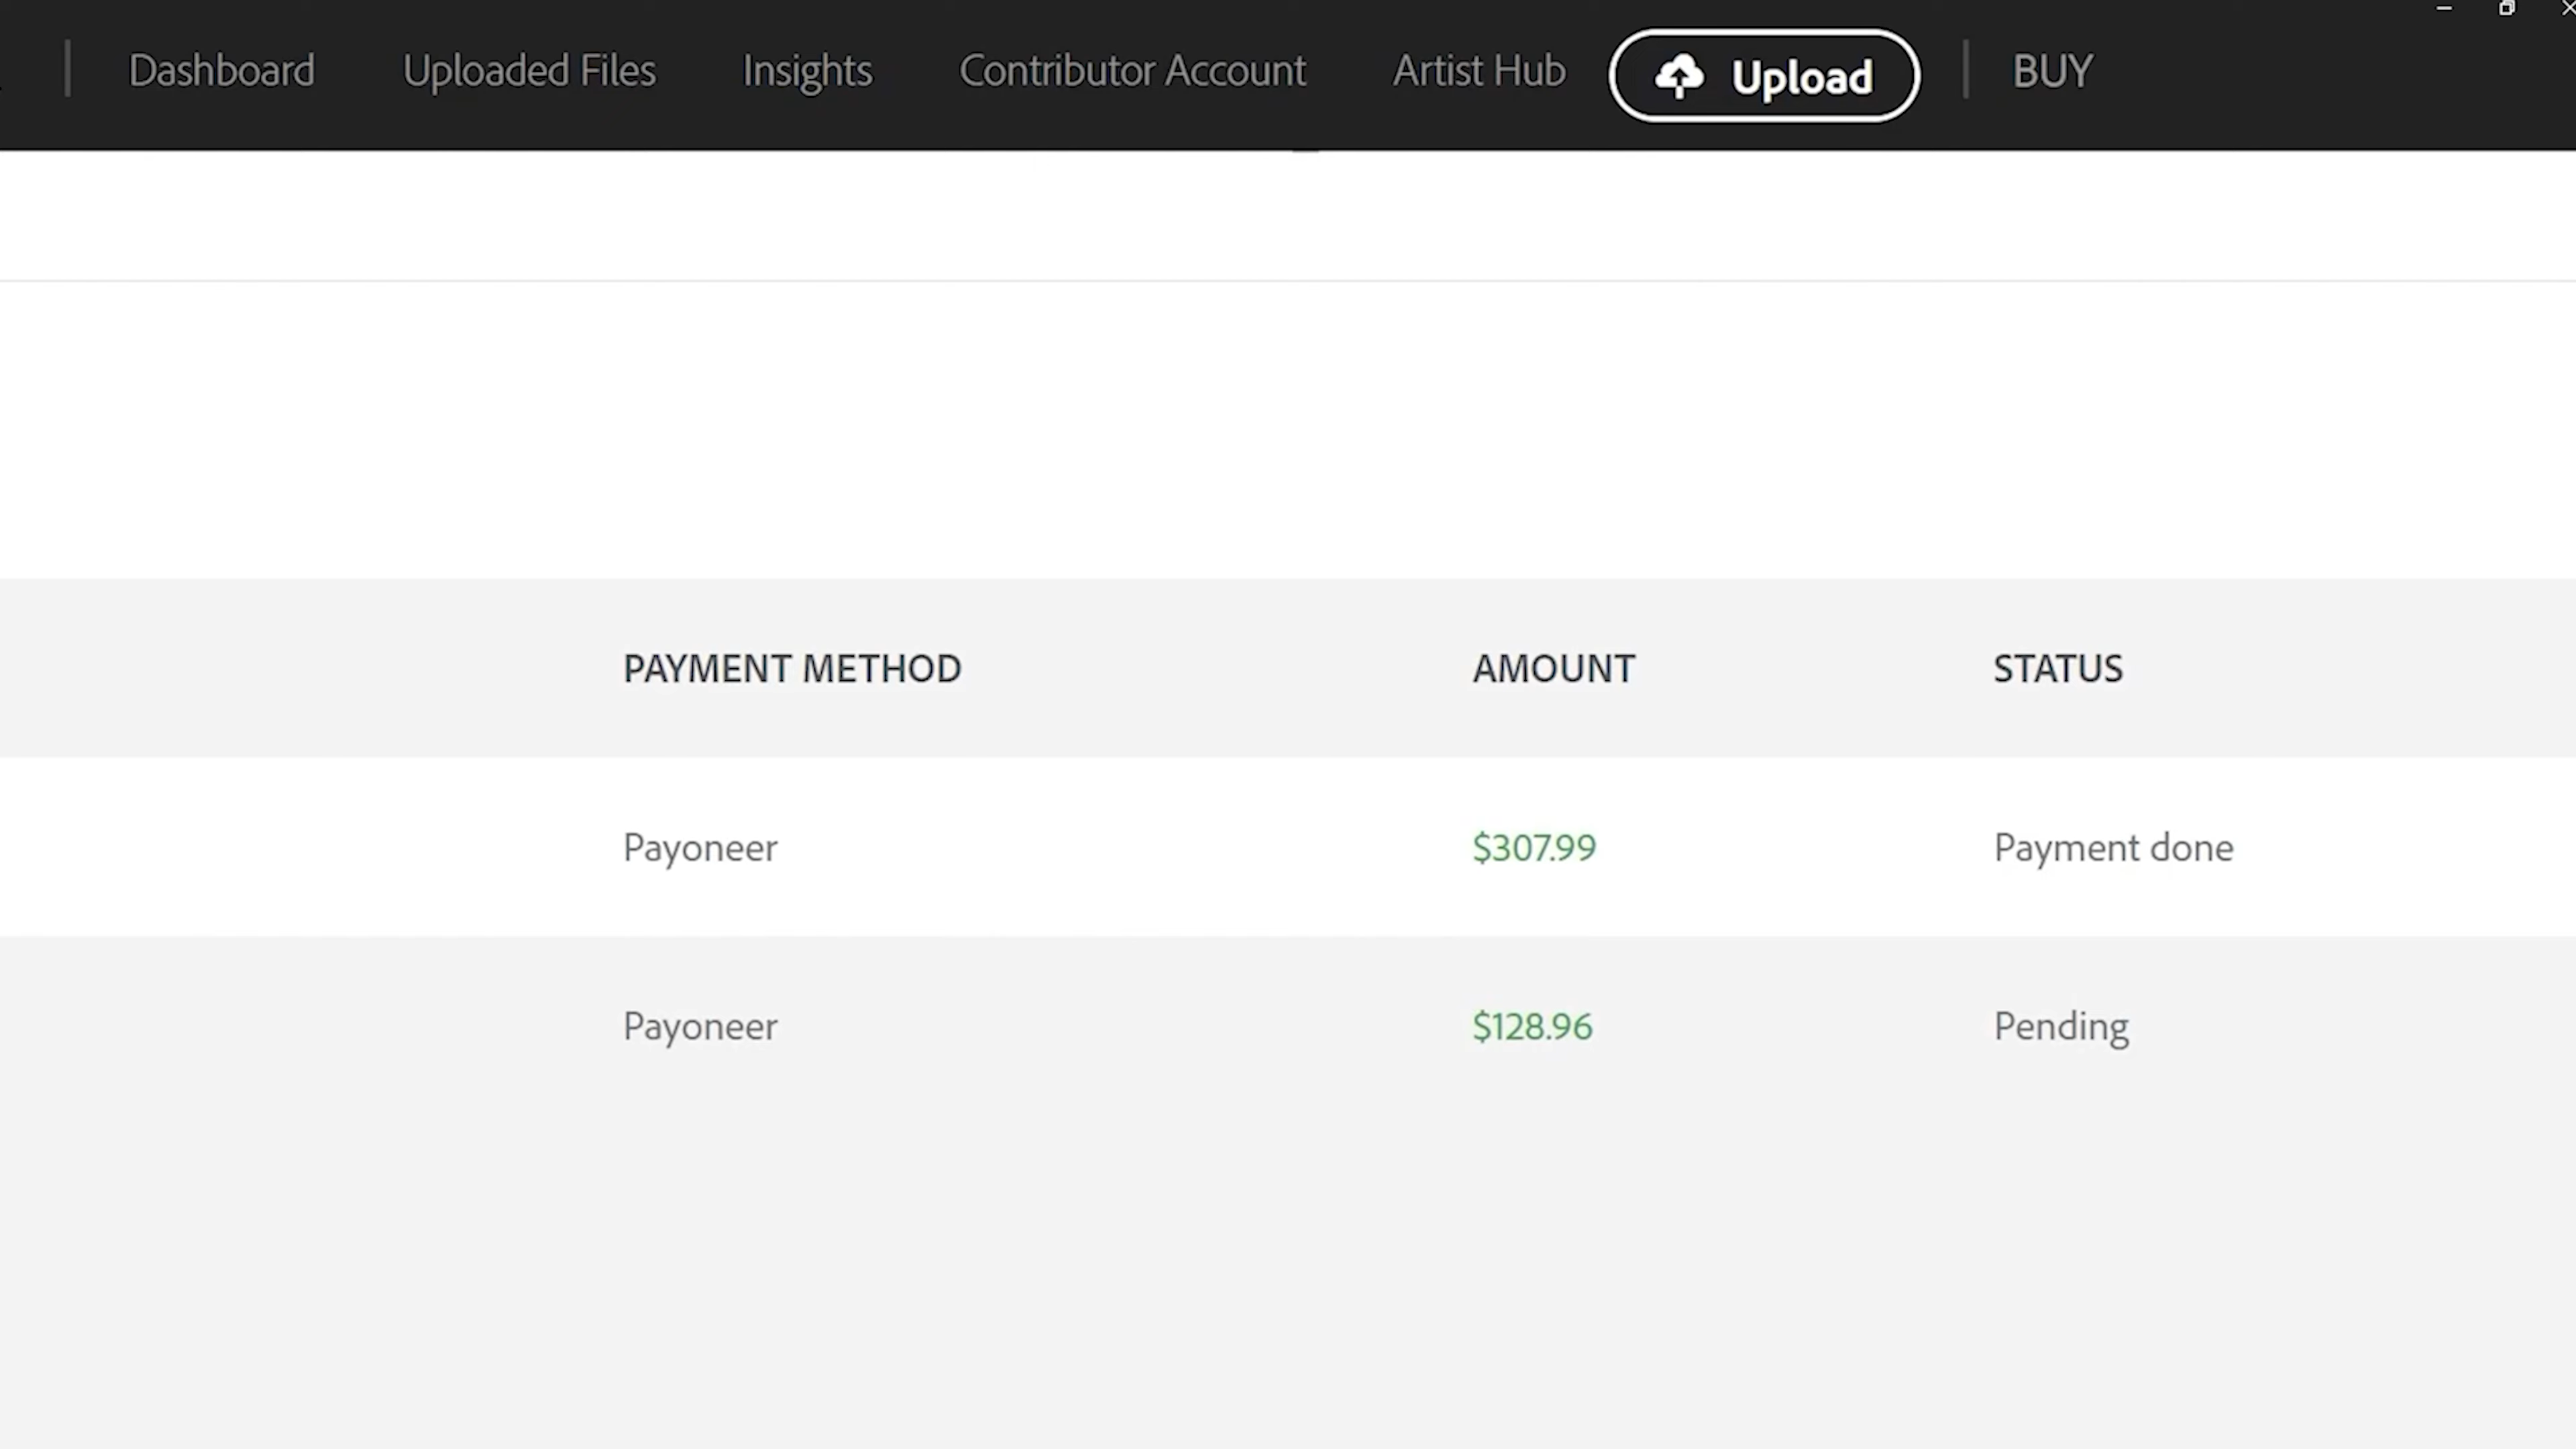 Dashboard Uploaded Files Insights Contributor Account Artist Hub Upload BUY
PAYMENT METHOD AMOUNT STATUS
Payoneer $307.99 Payment done
Payoneer $128.96 Pending